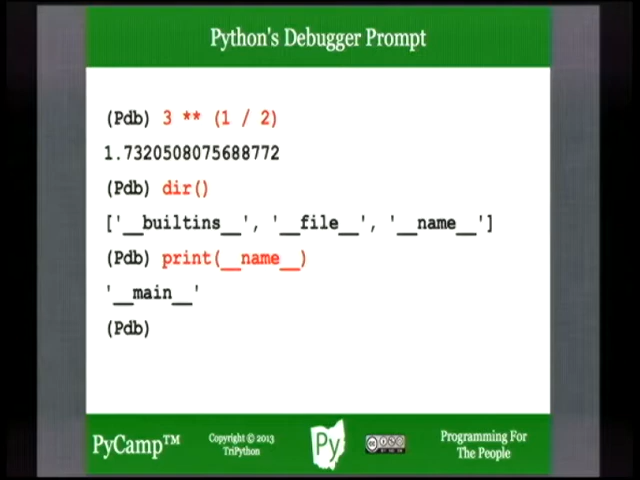 Python's Debugger Prompt
(Pdb) 3 ** (1 / 2)
1.7320508075688772
(Pdb) dir()
['__builtins__', '__file__', '__name__']
(Pdb) print(__name__)
'__main__'
(Pdb)
PyCamp™
Copyright © 2013
TriPython
Py
Programming For
The People